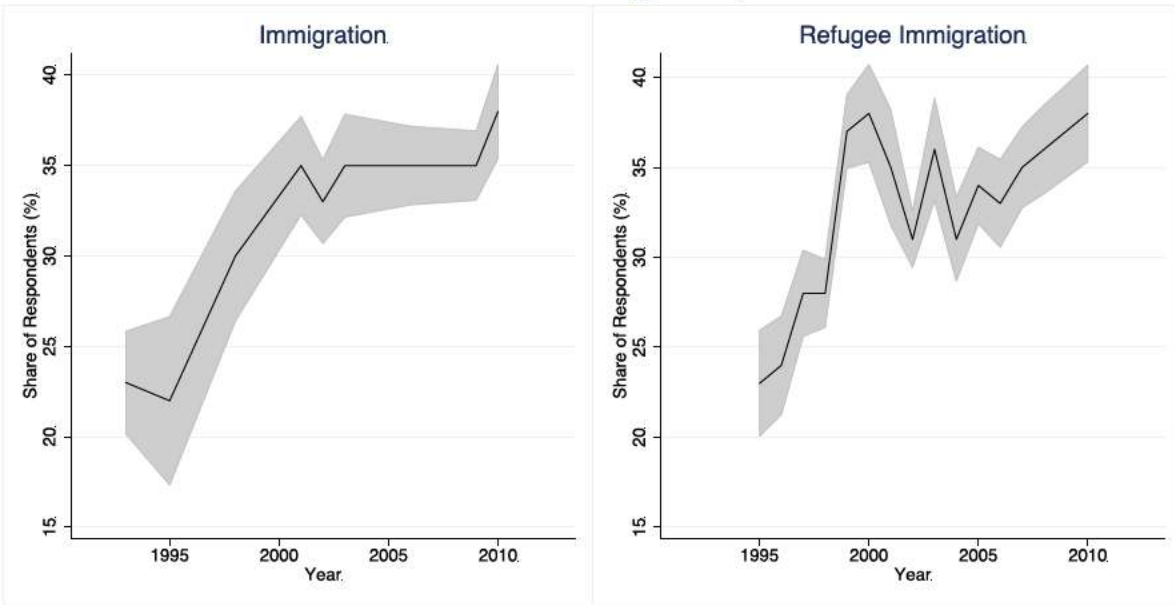 Immigration.
Share of Respondents (%).
40.
35.
30.
25.
20.
15.
1995 2000 2005 2010.
Year.
Refugee Immigration.
Share of Respondents (%).
40.
35.
30.
25.
20.
15.
1995 2000 2005 2010.
Year.